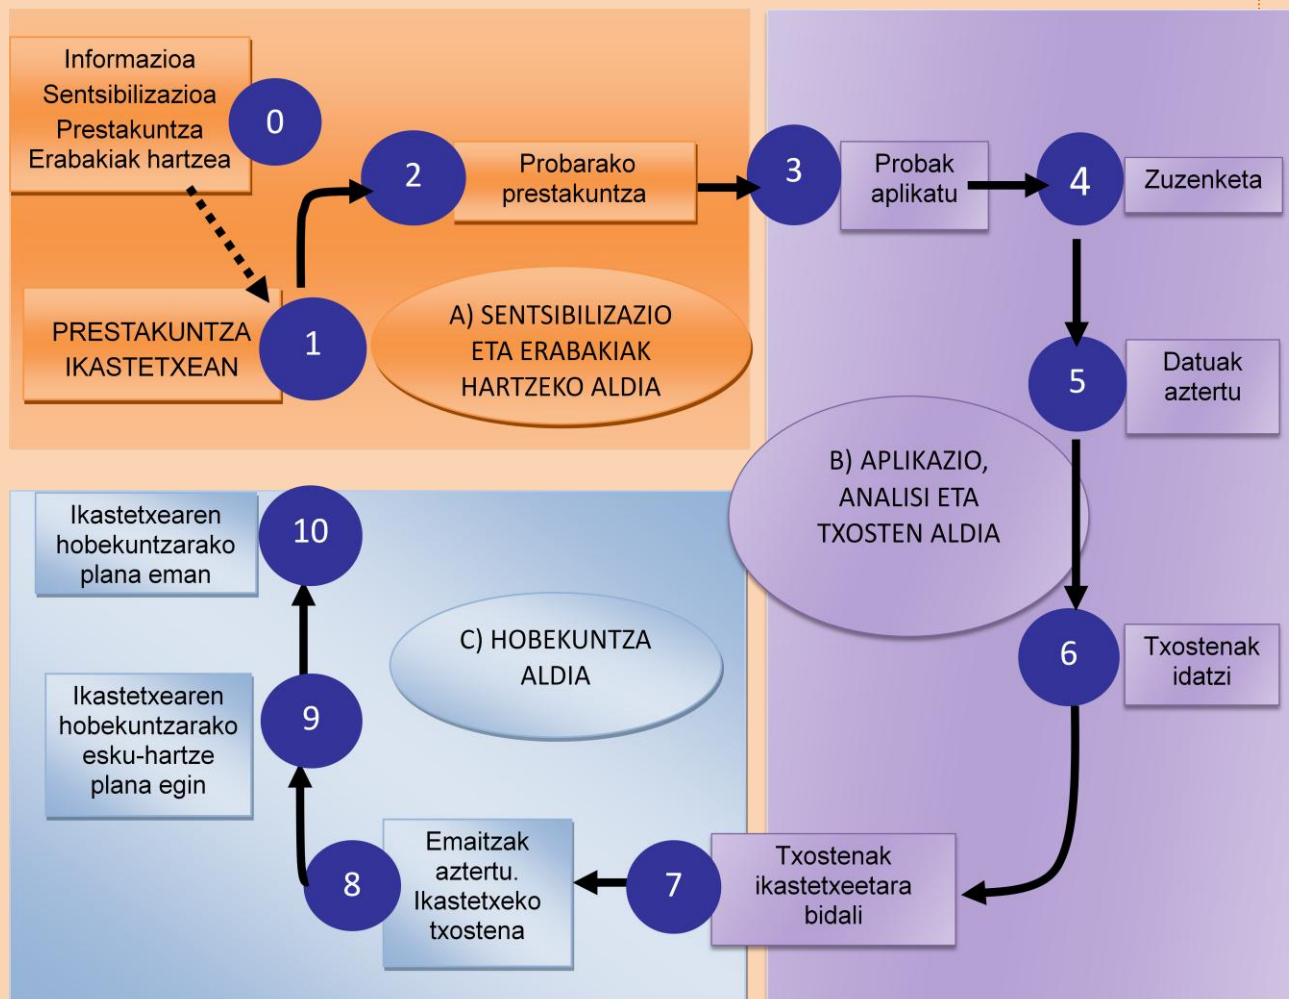 Informazioa
Sentsibilizazioa
Prestakuntza
Erabakiak hartzea
0
PRESTAKUNTZA
IKASTETXEAN
1
2
Probarako
prestakuntza
A) SENTSIBILIZAZIO
ETA ERABAKIAK
HARTZEKO ALDIA
3
Probak
aplikatu
4
Zuzenketa
5
Datuak
aztertu
B) APLIKAZIO,
ANALISI ETA
TXOSTEN ALDIA
6
Txostenak
idatzi
7
Txostenak
ikastetxeetara
bidali
8
Emaitzak
aztertu.
Ikastetxeko
txostena
C) HOBEKUNTZA
ALDIA
9
Ikastetxearen
hobekuntzarako
esku-hartze
plana egin
10
Ikastetxearen
hobekuntzarako
plana eman